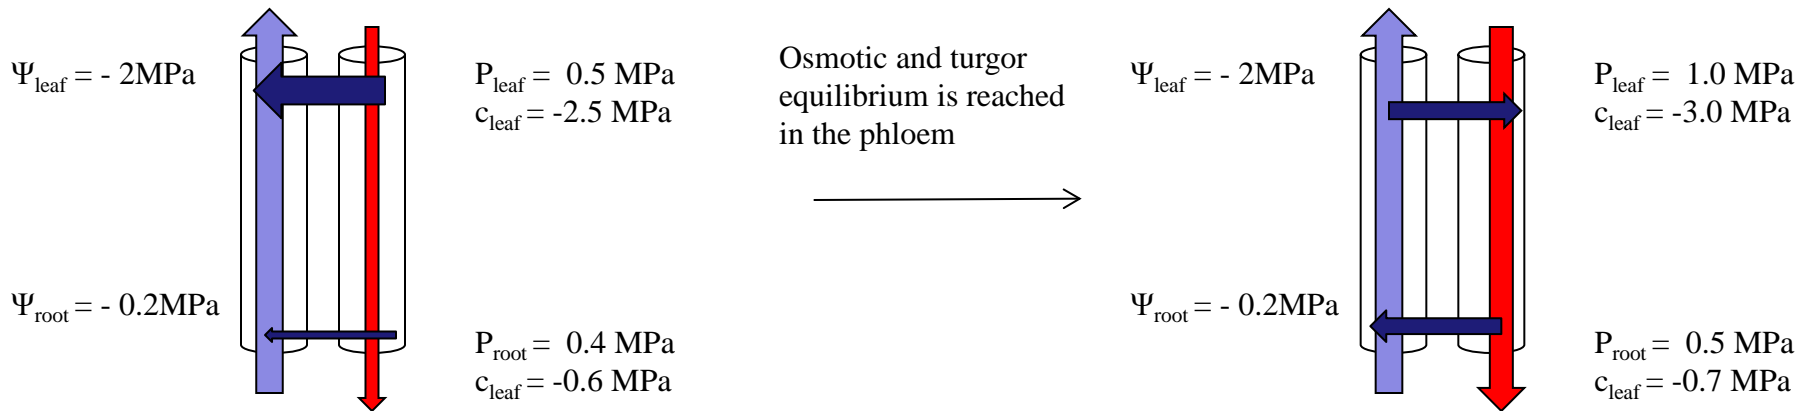 Ψleaf = - 2MPa
Pleaf = 0.5 MPa
cleaf = -2.5 MPa
Ψroot = - 0.2MPa
Proot = 0.4 MPa
cleaf = -0.6 MPa
Osmotic and turgor
equilibrium is reached
in the phloem
Ψleaf = - 2MPa
Pleaf = 1.0 MPa
cleaf = -3.0 MPa
Ψroot = - 0.2MPa
Proot = 0.5 MPa
cleaf = -0.7 MPa